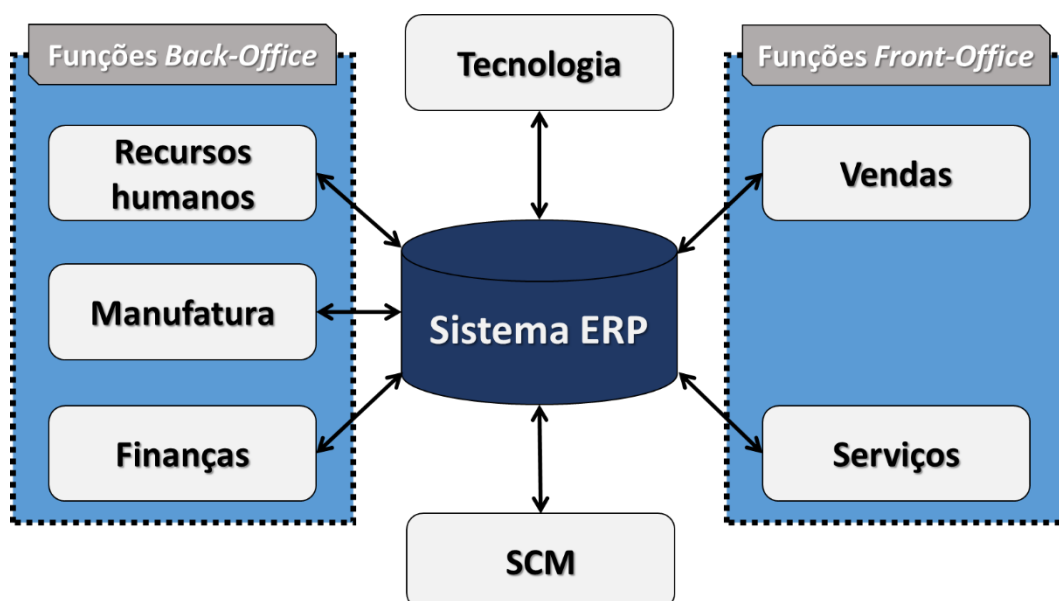 Funções Back-Office
Recursos
humanos
Manufatura
Finanças
Tecnologia
Sistema ERP
SCM
Funções Front-Office
Vendas
Serviços